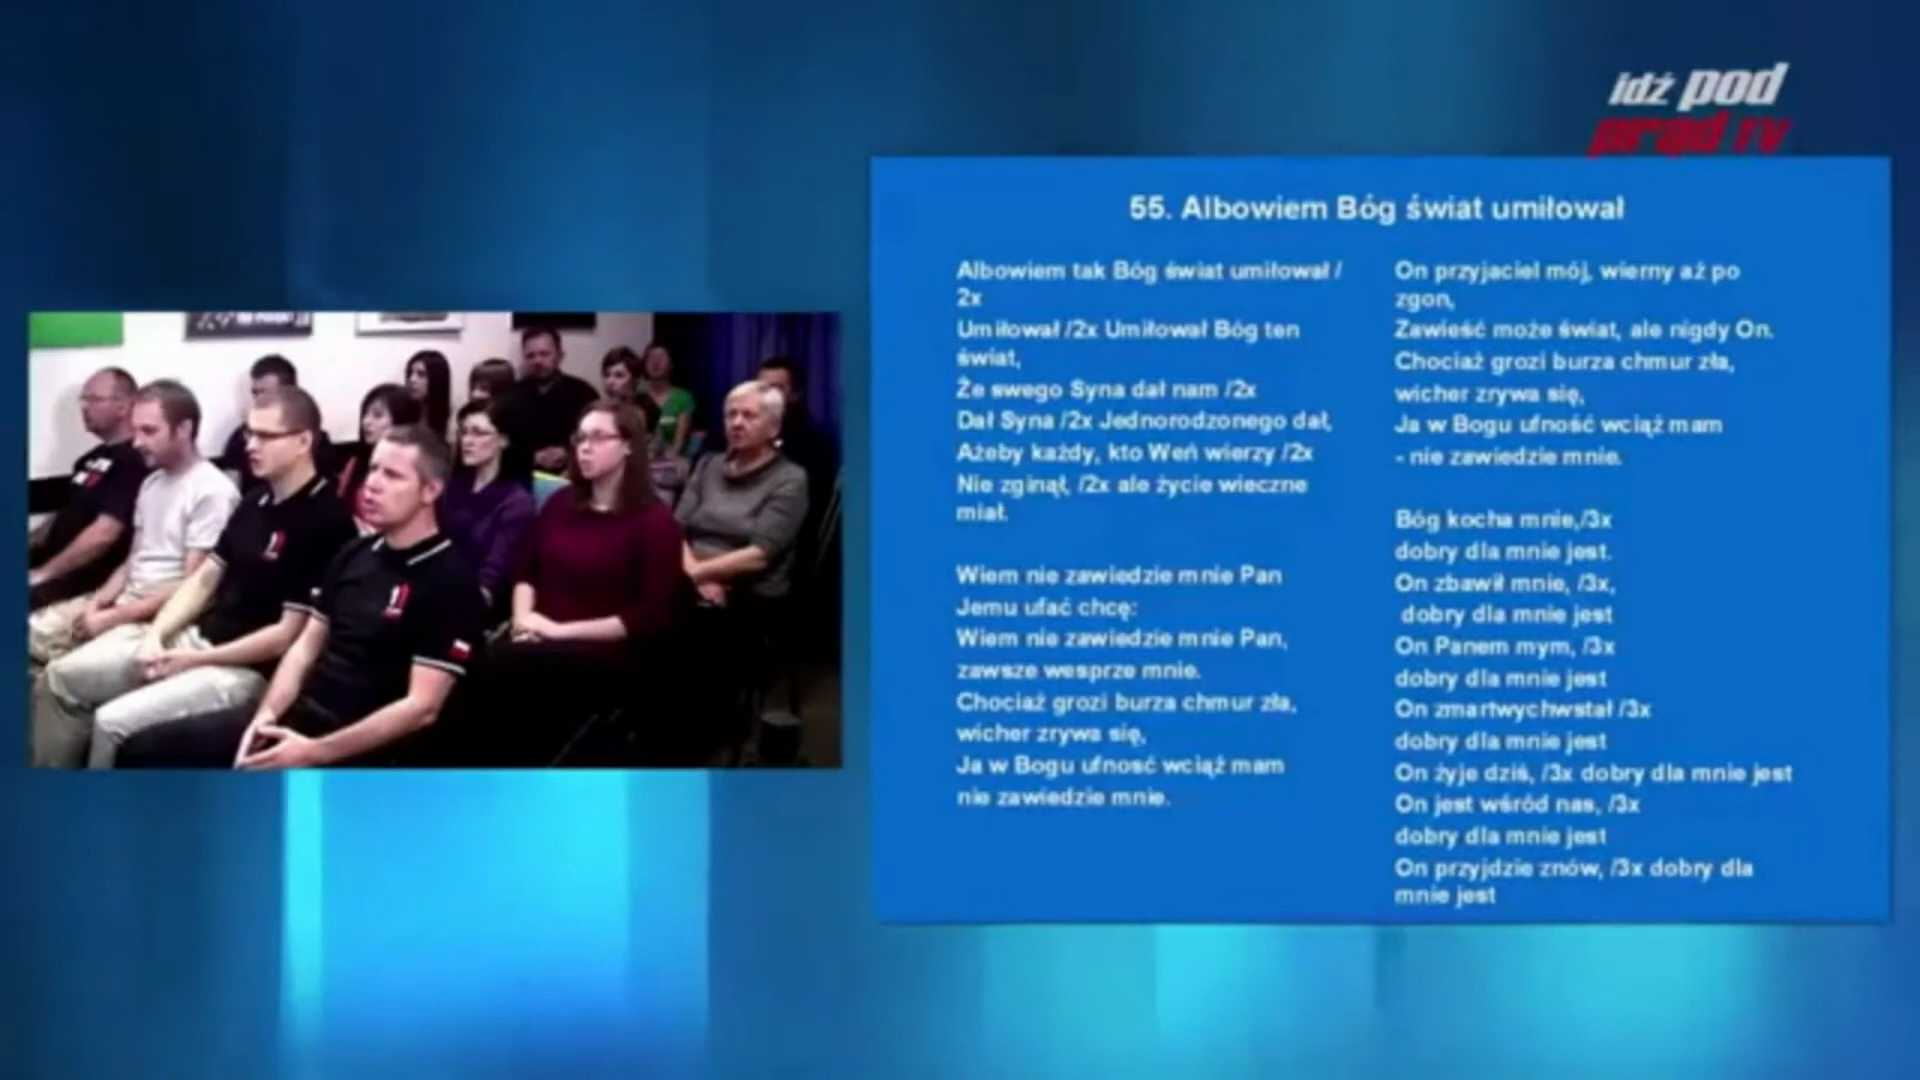 idź pod
prąd tv
55. Albowiem Bóg świat umiłował
Albowiem tak Bóg świat umiłował /
2x
Umiłował /2x Umiłował Bóg ten
świat,
Że swego Syna dał nam /2x
Dał Syna /2x Jednorodzonego dał,
Ażeby każdy, kto Weń wierzy /2x
Nie zginął, /2x ale życie wieczne
miał.
Wiem nie zawiedzie mnie Pan
Jemu ufać chcę:
Wiem nie zawiedzie mnie Pan,
zawsze wesprze mnie.
Chociaż grozi burza chmur zła,
wicher zrywa się,
Ja w Bogu ufność wciąż mam
nie zawiedzie mnie.
On przyjaciel mój, wierny aż po
zgon,
Zawieść może świat, ale nigdy On.
Chociaż grozi burza chmur zła,
wicher zrywa się,
Ja w Bogu ufność wciąż mam
- nie zawiedzie mnie.
Bóg kocha mnie,/3x
dobry dla mnie jest.
On zbawił mnie, /3x,
dobry dla mnie jest
On Panem mym, /3x
dobry dla mnie jest
On zmartwychwstał /3x
dobry dla mnie jest
On żyje dziś, /3x dobry dla mnie jest
On jest wśród nas, /3x
dobry dla mnie jest
On przyjdzie znów, /3x dobry dla
mnie jest